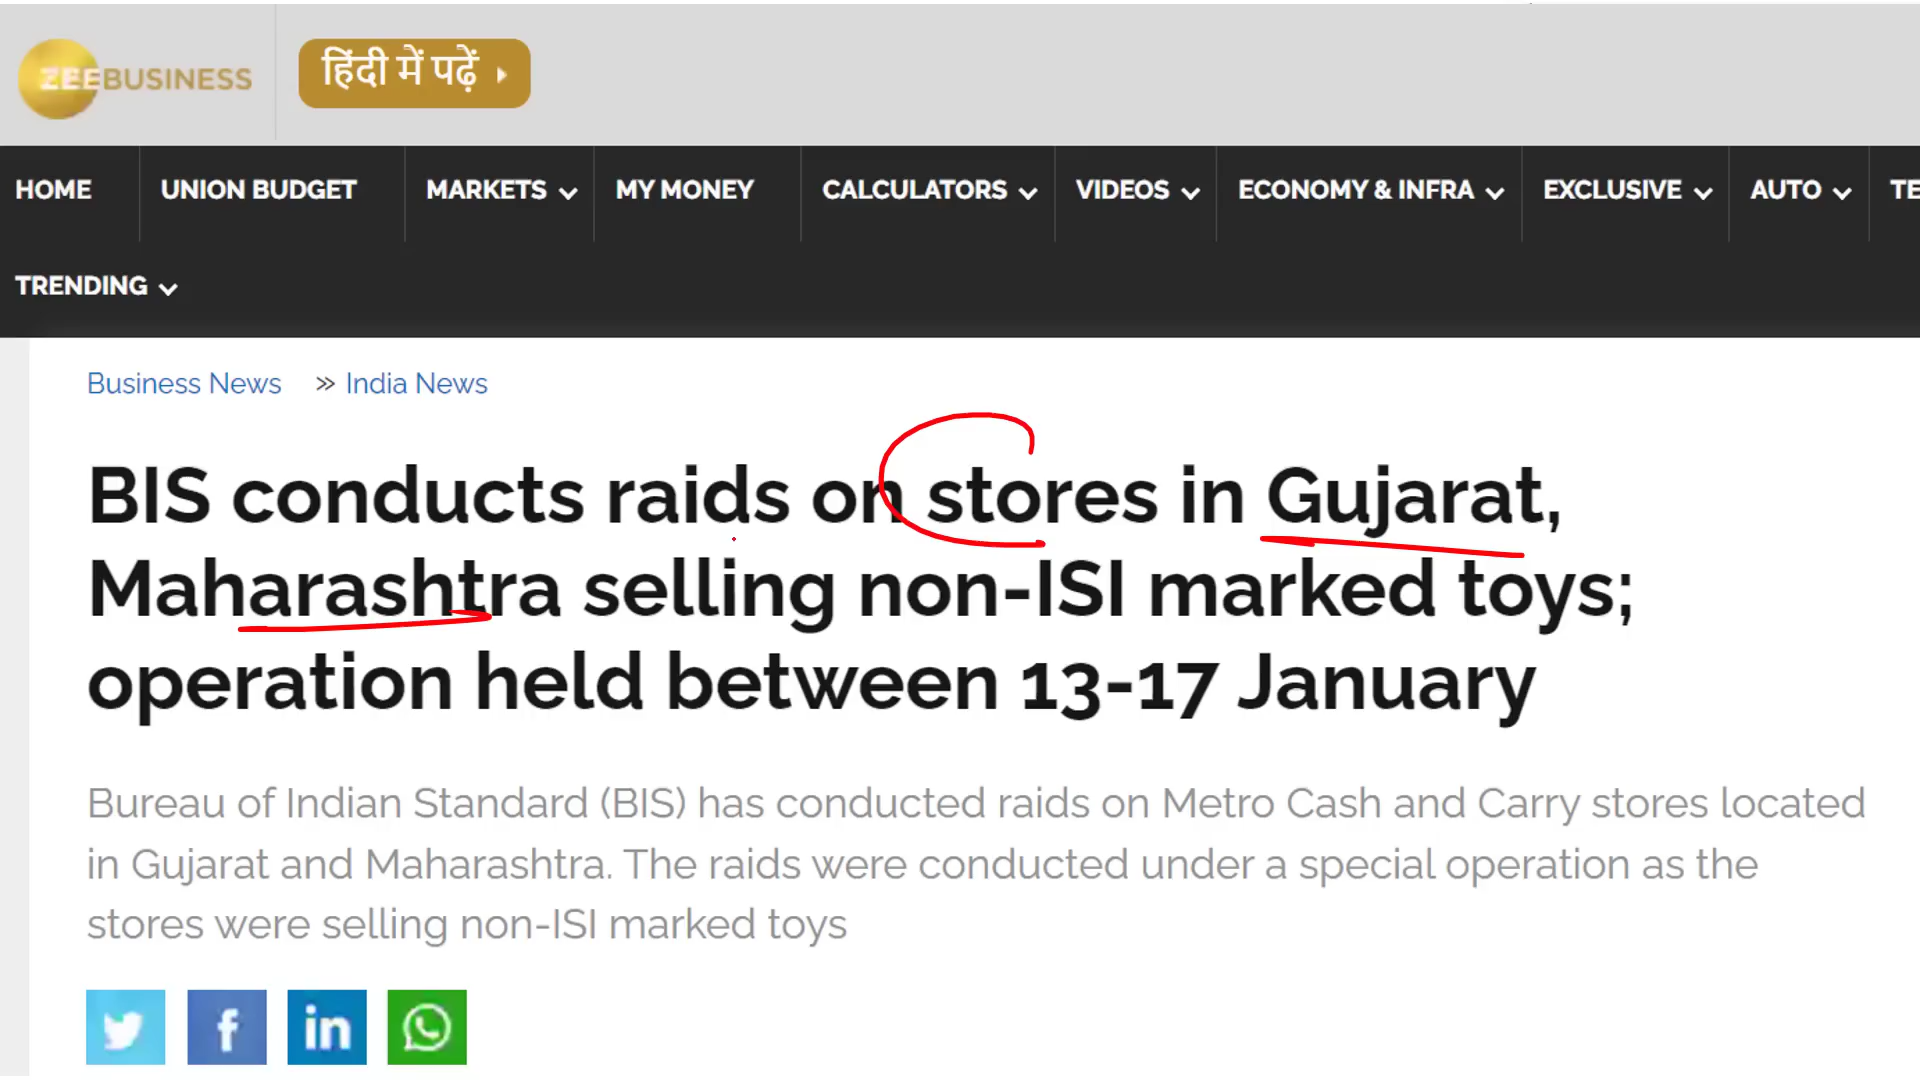 ZEEBUSINESS
हिंदी में पढ़ें
HOME UNION BUDGET MARKETS MY MONEY CALCULATORS VIDEOS ECONOMY & INFRA EXCLUSIVE AUTO TE
TRENDING
Business News » India News
BIS conducts raids on stores in Gujarat,
Maharashtra selling non-ISI marked toys;
operation held between 13-17 January
Bureau of Indian Standard (BIS) has conducted raids on Metro Cash and Carry stores located
in Gujarat and Maharashtra. The raids were conducted under a special operation as the
stores were selling non-ISI marked toys